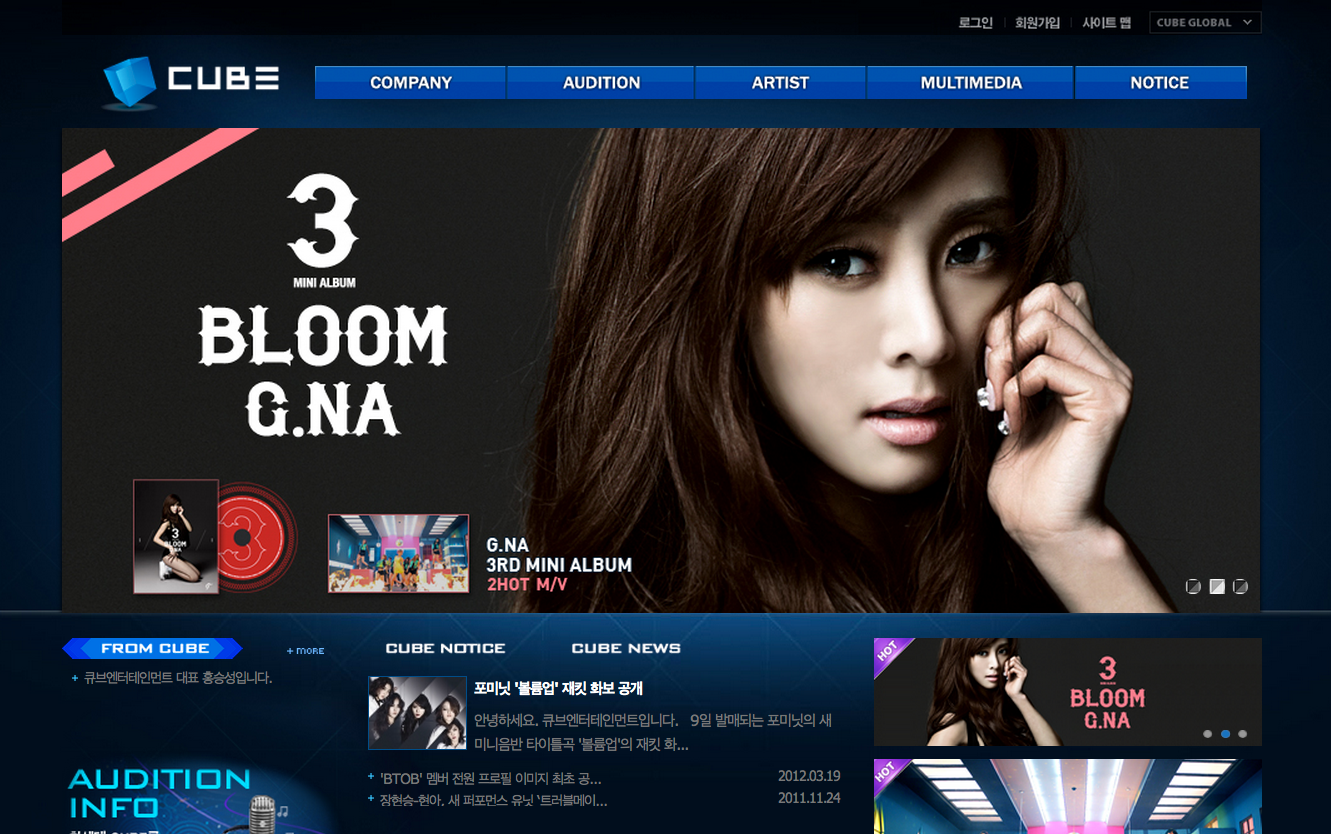 로그인
회원가입
사이트 맵
CUBE GLOBAL
CUBE
COMPANY
AUDITION
ARTIST
MULTIMEDIA
NOTICE
3
MINI ALBUM
BLOOM
G.NA
3
BLOOM
G.NA
3
G.NA
3RD MINI ALBUM
2HOT M/V
FROM CUBE
+ MORE
+ 큐브엔터테인먼트 대표 홍승성입니다.
AUDITION
INFO
CUBE NOTICE
CUBE NEWS
포미닛 '볼륨업' 재킷 화보 공개
안녕하세요. 큐브엔터테인먼트입니다. 9일 발매되는 포미닛의 새
미니음반 타이틀곡 '볼륨업'의 재킷 화...
+ 'BTOB' 멤버 전원 프로필 이미지 최초 공... 2012.03.19
+ 장현승-현아, 새 퍼포먼스 유닛 '트러블메이... 2011.11.24
HOT
3
BLOOM
G.NA
HOT